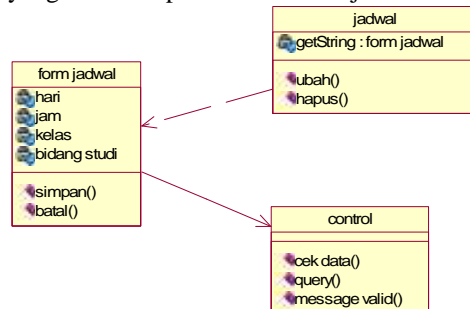 jadwal
getString : form jadwal
ubah()
hapus()
form jadwal
hari
jam
kelas
bidang studi
simpan()
batal()
control
cek data()
query()
message valid()